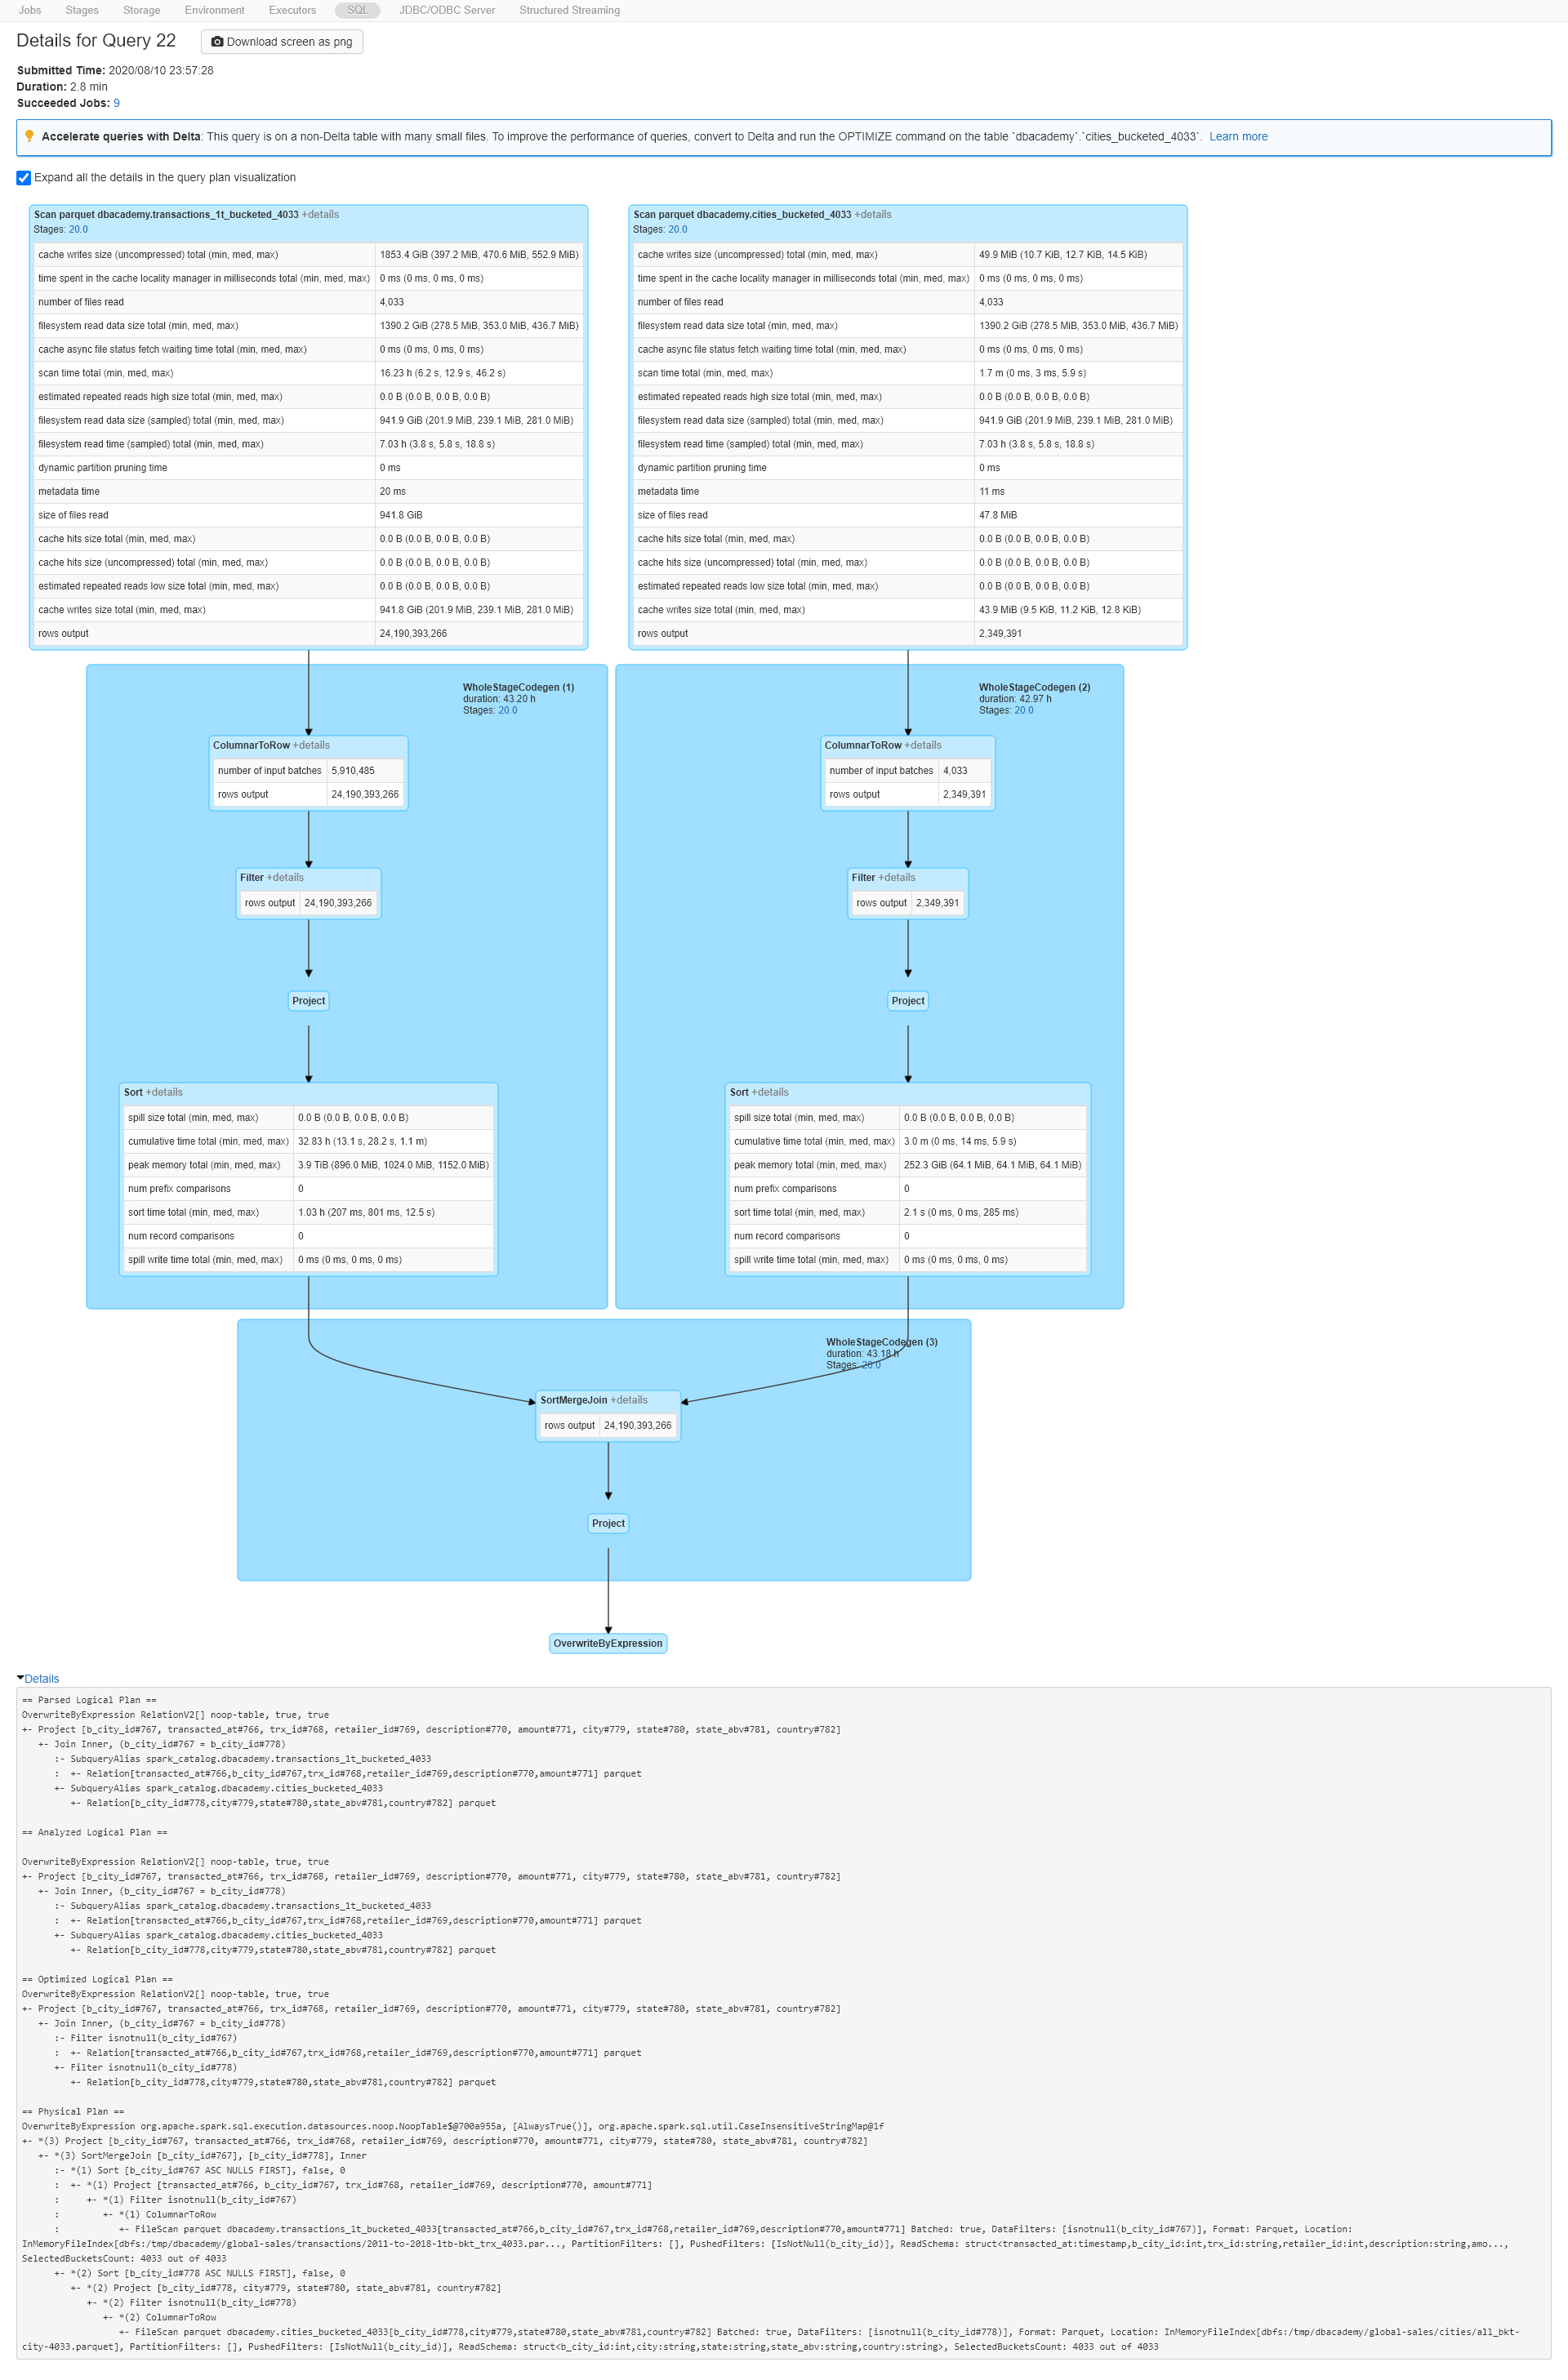 Jobs Stages Storage Environment Executors SQL JDBC/ODBC Server Structured Streaming
Details for Query 22 Download screen as png
Submitted Time: 2020/08/10 23:57:28
Duration: 2.8 min
Succeeded Jobs: 9
Accelerate queries with Delta: This query is on a non-Delta table with many small files. To improve the performance of queries, convert to Delta and run the OPTIMIZE command on the table `dbacademy`.`cities_bucketed_4033`. Learn more
Expand all the details in the query plan visualization
Scan parquet dbacademy.transactions_1t_bucketed_4033 +details
Stages: 20.0
cache writes size (uncompressed) total (min, med, max) 1853.4 GiB (397.2 MiB, 470.6 MiB, 552.9 MiB)
time spent in the cache locality manager in milliseconds total (min, med, max) 0 ms (0 ms, 0 ms, 0 ms)
number of files read 4,033
filesystem read data size total (min, med, max) 1390.2 GiB (278.5 MiB, 353.0 MiB, 436.7 MiB)
cache async file status fetch waiting time total (min, med, max) 0 ms (0 ms, 0 ms, 0 ms)
scan time total (min, med, max) 16.23 h (6.2 s, 12.9 s, 46.2 s)
estimated repeated reads high size total (min, med, max) 0.0 B (0.0 B, 0.0 B, 0.0 B)
filesystem read data size (sampled) total (min, med, max) 941.9 GiB (201.9 MiB, 239.1 MiB, 281.0 MiB)
filesystem read time (sampled) total (min, med, max) 7.03 h (3.8 s, 5.8 s, 18.8 s)
dynamic partition pruning time 0 ms
metadata time 20 ms
size of files read 941.8 GiB
cache hits size total (min, med, max) 0.0 B (0.0 B, 0.0 B, 0.0 B)
cache hits size (uncompressed) total (min, med, max) 0.0 B (0.0 B, 0.0 B, 0.0 B)
estimated repeated reads low size total (min, med, max) 0.0 B (0.0 B, 0.0 B, 0.0 B)
cache writes size total (min, med, max) 941.8 GiB (201.9 MiB, 239.1 MiB, 281.0 MiB)
rows output 24,190,393,266
Scan parquet dbacademy.cities_bucketed_4033 +details
Stages: 20.0
cache writes size (uncompressed) total (min, med, max) 49.9 MiB (10.7 KiB, 12.7 KiB, 14.5 KiB)
time spent in the cache locality manager in milliseconds total (min, med, max) 0 ms (0 ms, 0 ms, 0 ms)
number of files read 4,033
filesystem read data size total (min, med, max) 1390.2 GiB (278.5 MiB, 353.0 MiB, 436.7 MiB)
cache async file status fetch waiting time total (min, med, max) 0 ms (0 ms, 0 ms, 0 ms)
scan time total (min, med, max) 1.7 m (0 ms, 3 ms, 5.9 s)
estimated repeated reads high size total (min, med, max) 0.0 B (0.0 B, 0.0 B, 0.0 B)
filesystem read data size (sampled) total (min, med, max) 941.9 GiB (201.9 MiB, 239.1 MiB, 281.0 MiB)
filesystem read time (sampled) total (min, med, max) 7.03 h (3.8 s, 5.8 s, 18.8 s)
dynamic partition pruning time 0 ms
metadata time 11 ms
size of files read 47.8 MiB
cache hits size total (min, med, max) 0.0 B (0.0 B, 0.0 B, 0.0 B)
cache hits size (uncompressed) total (min, med, max) 0.0 B (0.0 B, 0.0 B, 0.0 B)
estimated repeated reads low size total (min, med, max) 0.0 B (0.0 B, 0.0 B, 0.0 B)
cache writes size total (min, med, max) 43.9 MiB (9.5 KiB, 11.2 KiB, 12.8 KiB)
rows output 2,349,391
WholeStageCodegen (1)
duration: 43.20 h
Stages: 20.0
ColumnarToRow +details
number of input batches 5,910,485
rows output 24,190,393,266
Filter +details
rows output 24,190,393,266
Project
Sort +details
spill size total (min, med, max) 0.0 B (0.0 B, 0.0 B, 0.0 B)
cumulative time total (min, med, max) 32.83 h (13.1 s, 28.2 s, 1.1 m)
peak memory total (min, med, max) 3.9 TiB (896.0 MiB, 1024.0 MiB, 1152.0 MiB)
num prefix comparisons 0
sort time total (min, med, max) 1.03 h (207 ms, 801 ms, 12.5 s)
num record comparisons 0
spill write time total (min, med, max) 0 ms (0 ms, 0 ms, 0 ms)
WholeStageCodegen (2)
duration: 42.97 h
Stages: 20.0
ColumnarToRow +details
number of input batches 4,033
rows output 2,349,391
Filter +details
rows output 2,349,391
Project
Sort +details
spill size total (min, med, max) 0.0 B (0.0 B, 0.0 B, 0.0 B)
cumulative time total (min, med, max) 3.0 m (0 ms, 14 ms, 5.9 s)
peak memory total (min, med, max) 252.3 GiB (64.1 MiB, 64.1 MiB, 64.1 MiB)
num prefix comparisons 0
sort time total (min, med, max) 2.1 s (0 ms, 0 ms, 285 ms)
num record comparisons 0
spill write time total (min, med, max) 0 ms (0 ms, 0 ms, 0 ms)
WholeStageCodegen (3)
duration: 43.18 h
Stages: 20.0
SortMergeJoin +details
rows output 24,190,393,266
Project
OverwriteByExpression
Details
== Parsed Logical Plan ==
OverwriteByExpression RelationV2[] noop-table, true, true
+- Project [b_city_id#767, transacted_at#766, trx_id#768, retailer_id#769, description#770, amount#771, city#779, state#780, state_abv#781, country#782]
   +- Join Inner, (b_city_id#767 = b_city_id#778)
      :- SubqueryAlias spark_catalog.dbacademy.transactions_1t_bucketed_4033
      :  +- Relation[transacted_at#766,b_city_id#767,trx_id#768,retailer_id#769,description#770,amount#771] parquet
      +- SubqueryAlias spark_catalog.dbacademy.cities_bucketed_4033
         +- Relation[b_city_id#778,city#779,state#780,state_abv#781,country#782] parquet
== Analyzed Logical Plan ==
OverwriteByExpression RelationV2[] noop-table, true, true
+- Project [b_city_id#767, transacted_at#766, trx_id#768, retailer_id#769, description#770, amount#771, city#779, state#780, state_abv#781, country#782]
   +- Join Inner, (b_city_id#767 = b_city_id#778)
      :- SubqueryAlias spark_catalog.dbacademy.transactions_1t_bucketed_4033
      :  +- Relation[transacted_at#766,b_city_id#767,trx_id#768,retailer_id#769,description#770,amount#771] parquet
      +- SubqueryAlias spark_catalog.dbacademy.cities_bucketed_4033
         +- Relation[b_city_id#778,city#779,state#780,state_abv#781,country#782] parquet
== Optimized Logical Plan ==
OverwriteByExpression RelationV2[] noop-table, true, true
+- Project [b_city_id#767, transacted_at#766, trx_id#768, retailer_id#769, description#770, amount#771, city#779, state#780, state_abv#781, country#782]
   +- Join Inner, (b_city_id#767 = b_city_id#778)
      :- Filter isnotnull(b_city_id#767)
      :  +- Relation[transacted_at#766,b_city_id#767,trx_id#768,retailer_id#769,description#770,amount#771] parquet
      +- Filter isnotnull(b_city_id#778)
         +- Relation[b_city_id#778,city#779,state#780,state_abv#781,country#782] parquet
== Physical Plan ==
OverwriteByExpression org.apache.spark.sql.execution.datasources.noop.NoopTable$@700a955a, [AlwaysTrue()], org.apache.spark.sql.util.CaseInsensitiveStringMap@1f
+- *(3) Project [b_city_id#767, transacted_at#766, trx_id#768, retailer_id#769, description#770, amount#771, city#779, state#780, state_abv#781, country#782]
   +- *(3) SortMergeJoin [b_city_id#767], [b_city_id#778], Inner
      :- *(1) Sort [b_city_id#767 ASC NULLS FIRST], false, 0
      :  +- *(1) Project [transacted_at#766, b_city_id#767, trx_id#768, retailer_id#769, description#770, amount#771]
      :     +- *(1) Filter isnotnull(b_city_id#767)
      :        +- *(1) ColumnarToRow
      :           +- FileScan parquet dbacademy.transactions_1t_bucketed_4033[transacted_at#766,b_city_id#767,trx_id#768,retailer_id#769,description#770,amount#771] Batched: true, DataFilters: [isnotnull(b_city_id#767)], Format: Parquet, Location:
InMemoryFileIndex[dbfs:/tmp/dbacademy/global-sales/transactions/2011-to-2018-1tb-bkt_trx_4033.par..., PartitionFilters: [], PushedFilters: [IsNotNull(b_city_id)], ReadSchema: struct<transacted_at:timestamp,b_city_id:int,trx_id:string,retailer_id:int,description:string,amo...,
SelectedBucketsCount: 4033 out of 4033
      +- *(2) Sort [b_city_id#778 ASC NULLS FIRST], false, 0
         +- *(2) Project [b_city_id#778, city#779, state#780, state_abv#781, country#782]
            +- *(2) Filter isnotnull(b_city_id#778)
               +- *(2) ColumnarToRow
                  +- FileScan parquet dbacademy.cities_bucketed_4033[b_city_id#778,city#779,state#780,state_abv#781,country#782] Batched: true, DataFilters: [isnotnull(b_city_id#778)], Format: Parquet, Location: InMemoryFileIndex[dbfs:/tmp/dbacademy/global-sales/cities/all_bkt-
city-4033.parquet], PartitionFilters: [], PushedFilters: [IsNotNull(b_city_id)], ReadSchema: struct<b_city_id:int,city:string,state:string,state_abv:string,country:string>, SelectedBucketsCount: 4033 out of 4033